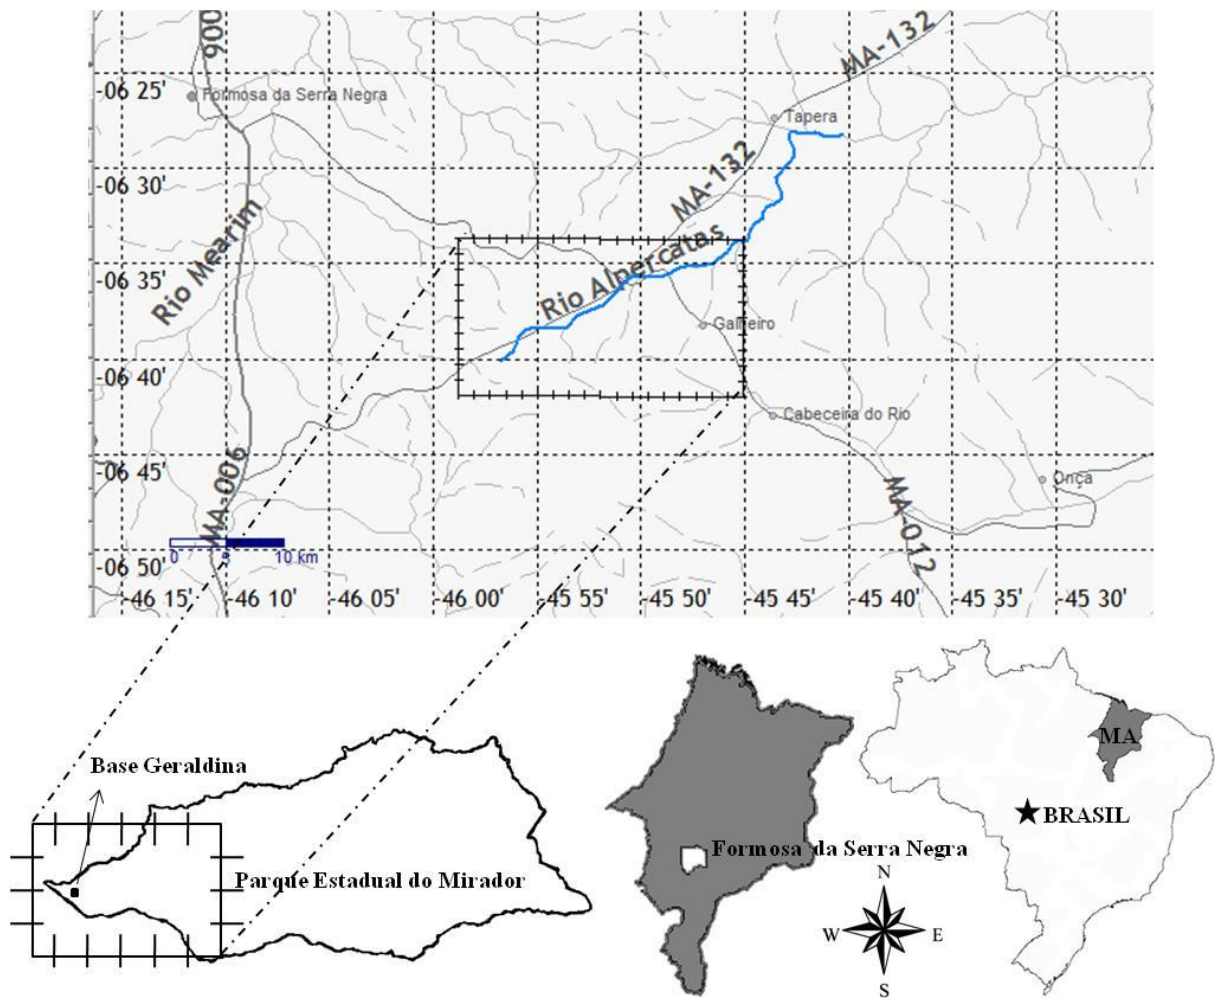 006
MA-132
-06 25'
Formosa da Serra Negra
Tapera
MA-132
-06 30'
Rio Mearim
Rio Alpercatas
-06 35'
Galheiro
-06 40'
Cabeceira do Rio
-06 45'
MA-006
Onça
MA-012
0 5 10 km
-06 50'
-46 15' -46 10' -46 05' -46 00' -45 55' -45 50' -45 45' -45 40' -45 35' -45 30'
MA
Base Geraldina
BRASIL
Formosa da Serra Negra
Parque Estadual do Mirador
N
W E
S